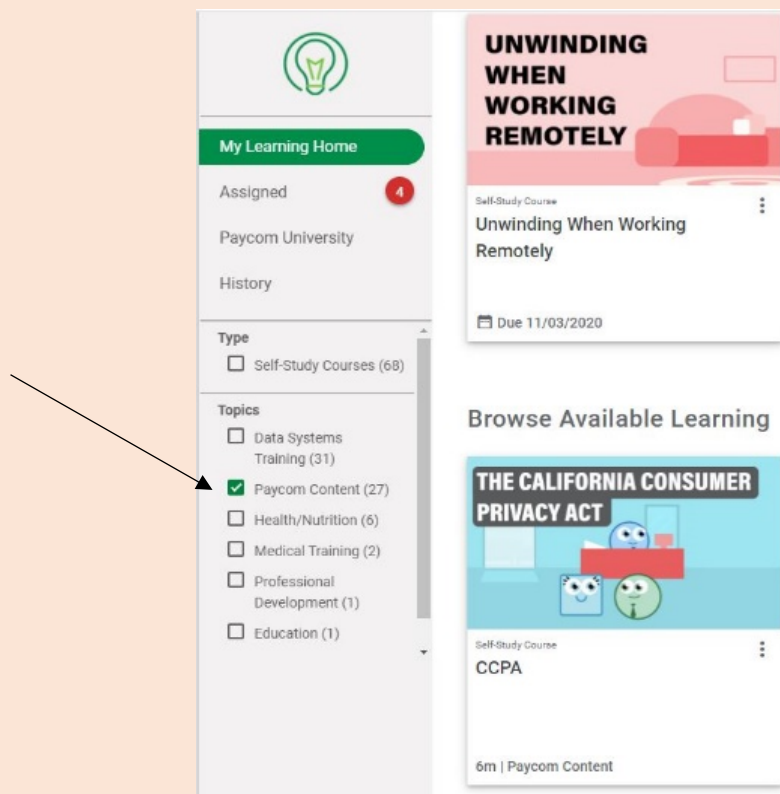 My Learning Home
Assigned
4
Paycom University
History
Type
Self-Study Courses (68)
Topics
Data Systems
Training (31)
Paycom Content (27)
Health/Nutrition (6)
Medical Training (2)
Professional
Development (1)
Education (1)
UNWINDING
WHEN
WORKING
REMOTELY
Self-Study Course
Unwinding When Working
Remotely
Due 11/03/2020
Browse Available Learning
THE CALIFORNIA CONSUMER
PRIVACY ACT
Self-Study Course
CCPA
6m | Paycom Content